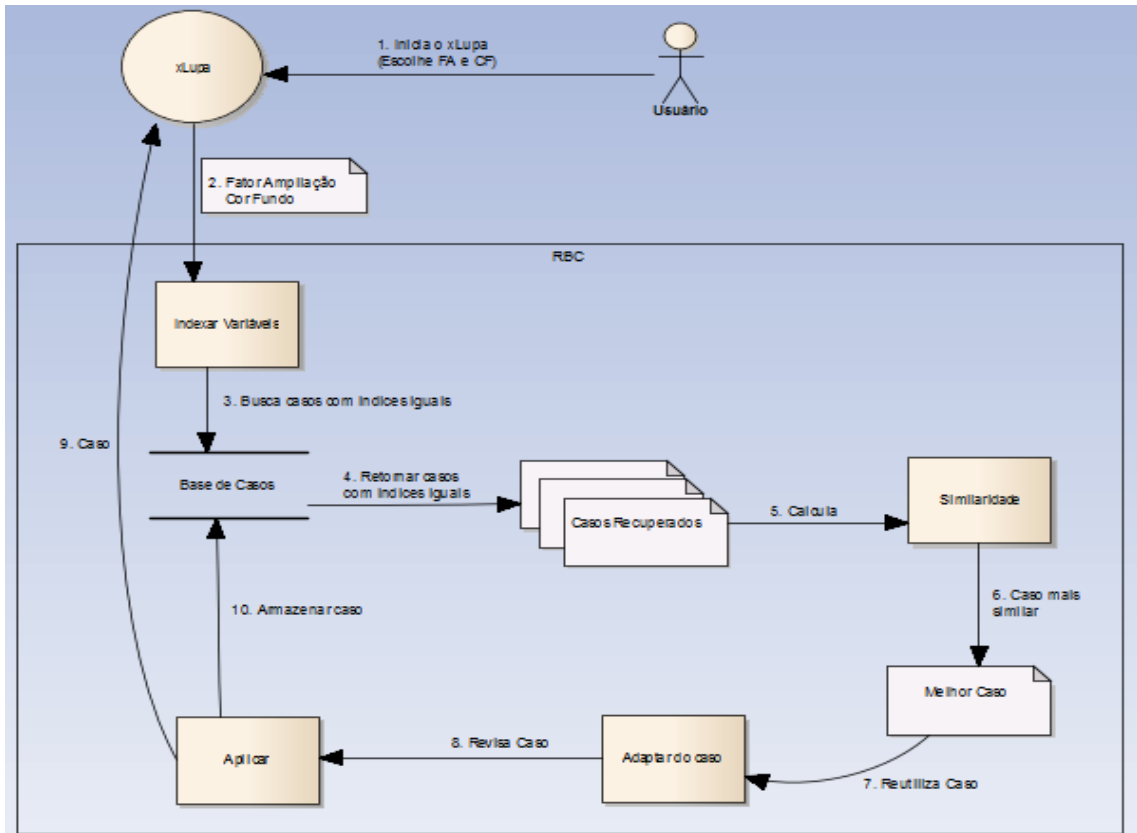 1. Inicia o xLupa
(Escolhe FA e CF)
xLupa
Usuário
2. Fator Ampliação
Cor Fundo
RBC
Indexar Variáveis
3. Busca casos com índices iguais
9. Caso
Base de Casos
4. Retornar casos
com índices iguais
Casos Recuperados
5. Calcula
Similaridade
6. Caso mais
similar
10. Armazenar caso
Melhor Caso
Aplicar
8. Revisa Caso
Adaptar do caso
7. Reutiliza Caso